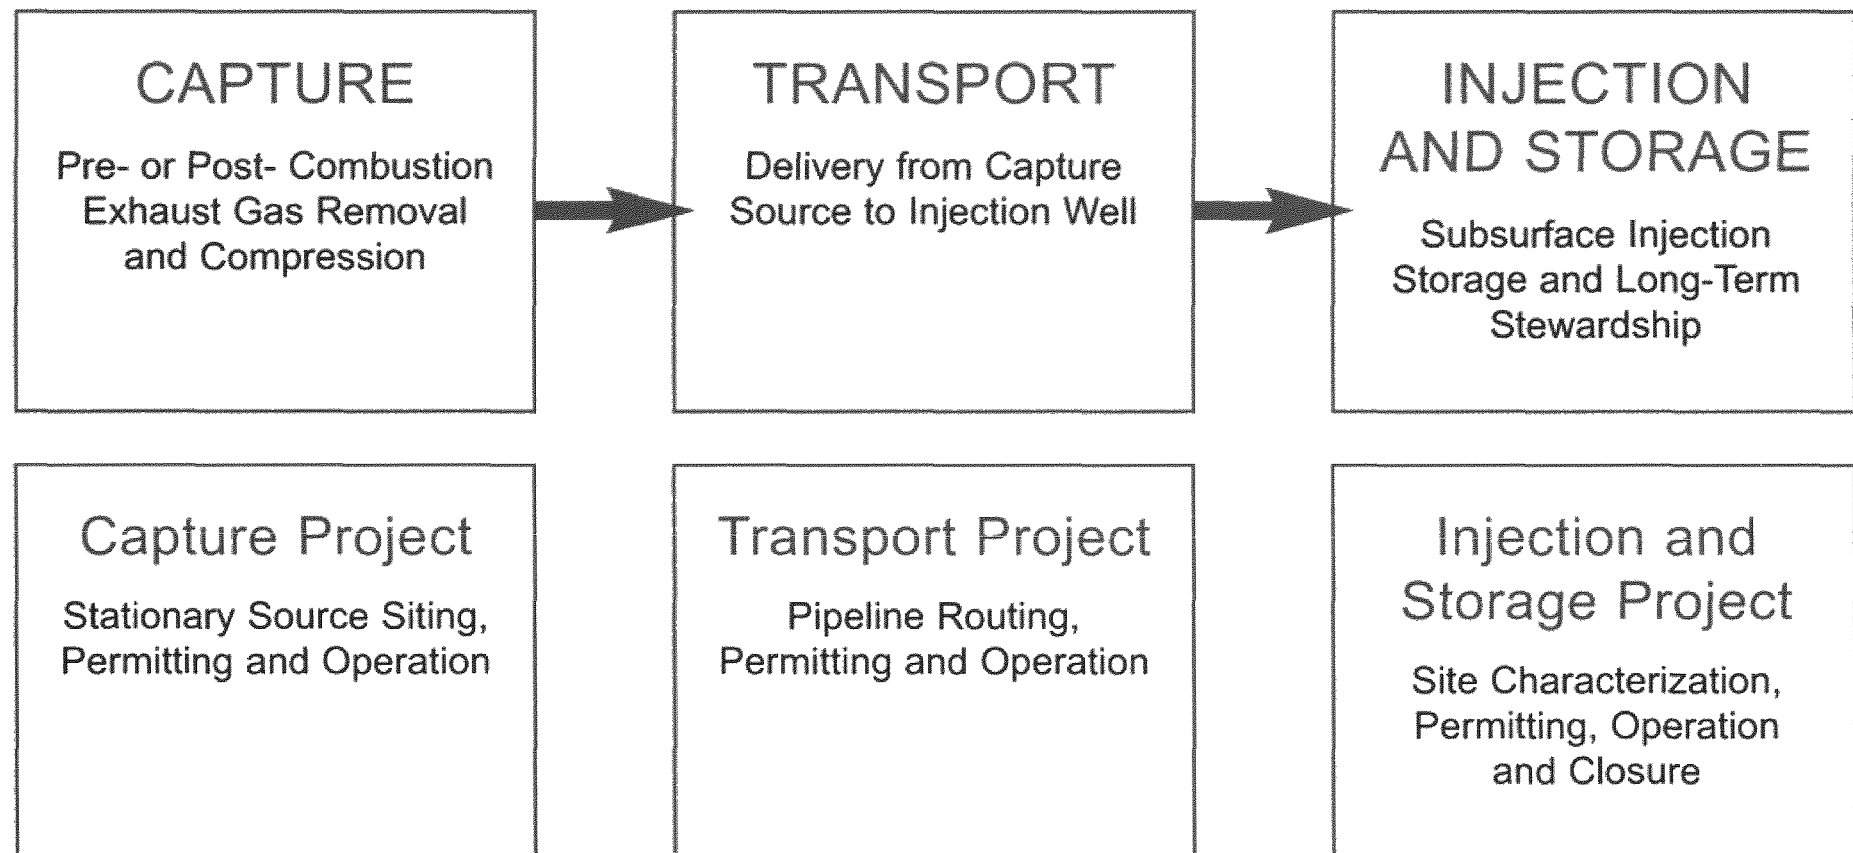 CAPTURE
Pre- or Post- Combustion
Exhaust Gas Removal
and Compression
TRANSPORT
Delivery from Capture
Source to Injection Well
INJECTION
AND STORAGE
Subsurface Injection
Storage and Long-Term
Stewardship
Capture Project
Stationary Source Siting,
Permitting and Operation
Transport Project
Pipeline Routing,
Permitting and Operation
Injection and
Storage Project
Site Characterization,
Permitting, Operation
and Closure